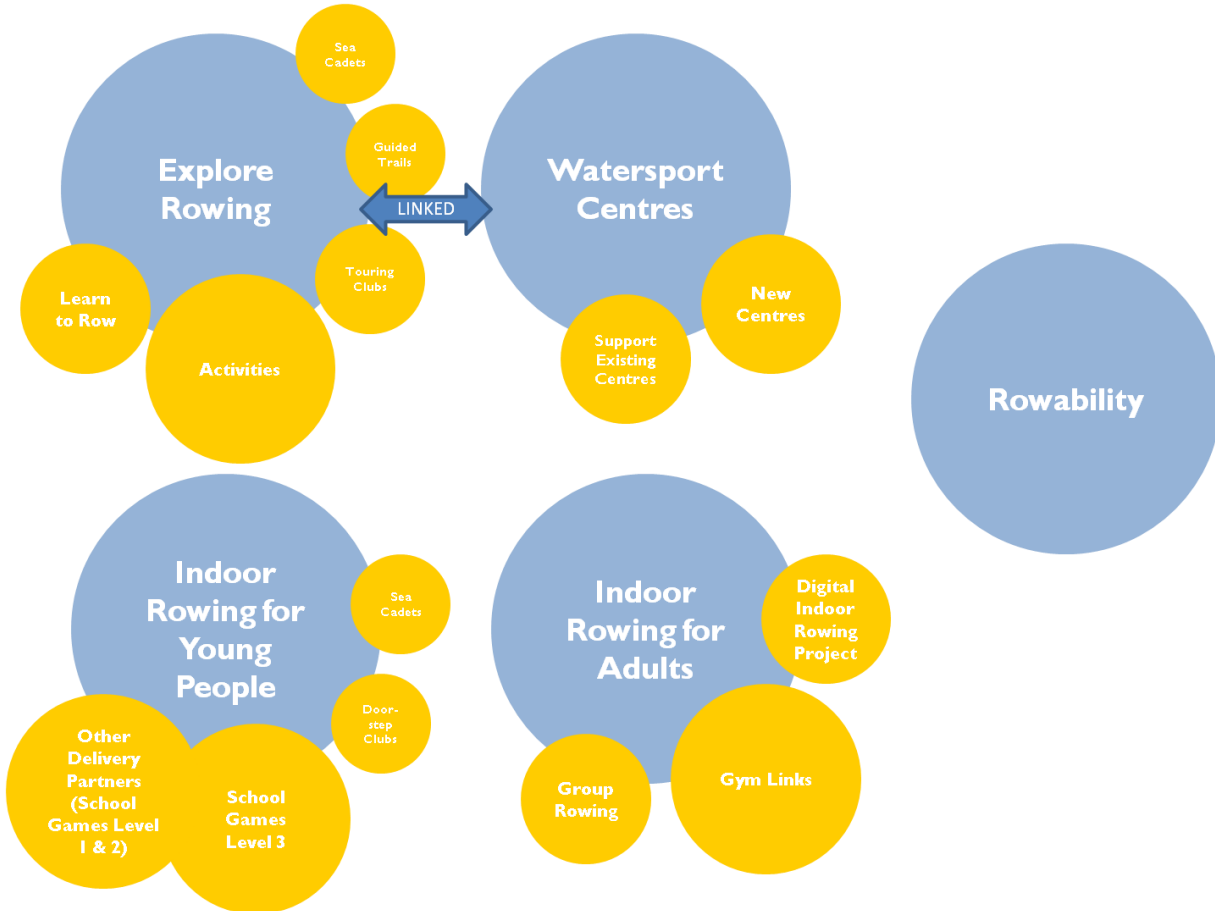 Sea
Cadets
Guided
Trails
Explore
Rowing
LINKED
Touring
Clubs
Learn
to Row
Activities
Watersport
Centres
New
Centres
Support
Existing
Centres
Rowability
Indoor
Rowing for
Young
People
Sea
Cadets
Door-
step
Clubs
Other
Delivery
Partners
(School
Games Level
1 & 2)
School
Games
Level 3
Indoor
Rowing for
Adults
Digital
Indoor
Rowing
Project
Group
Rowing
Gym Links